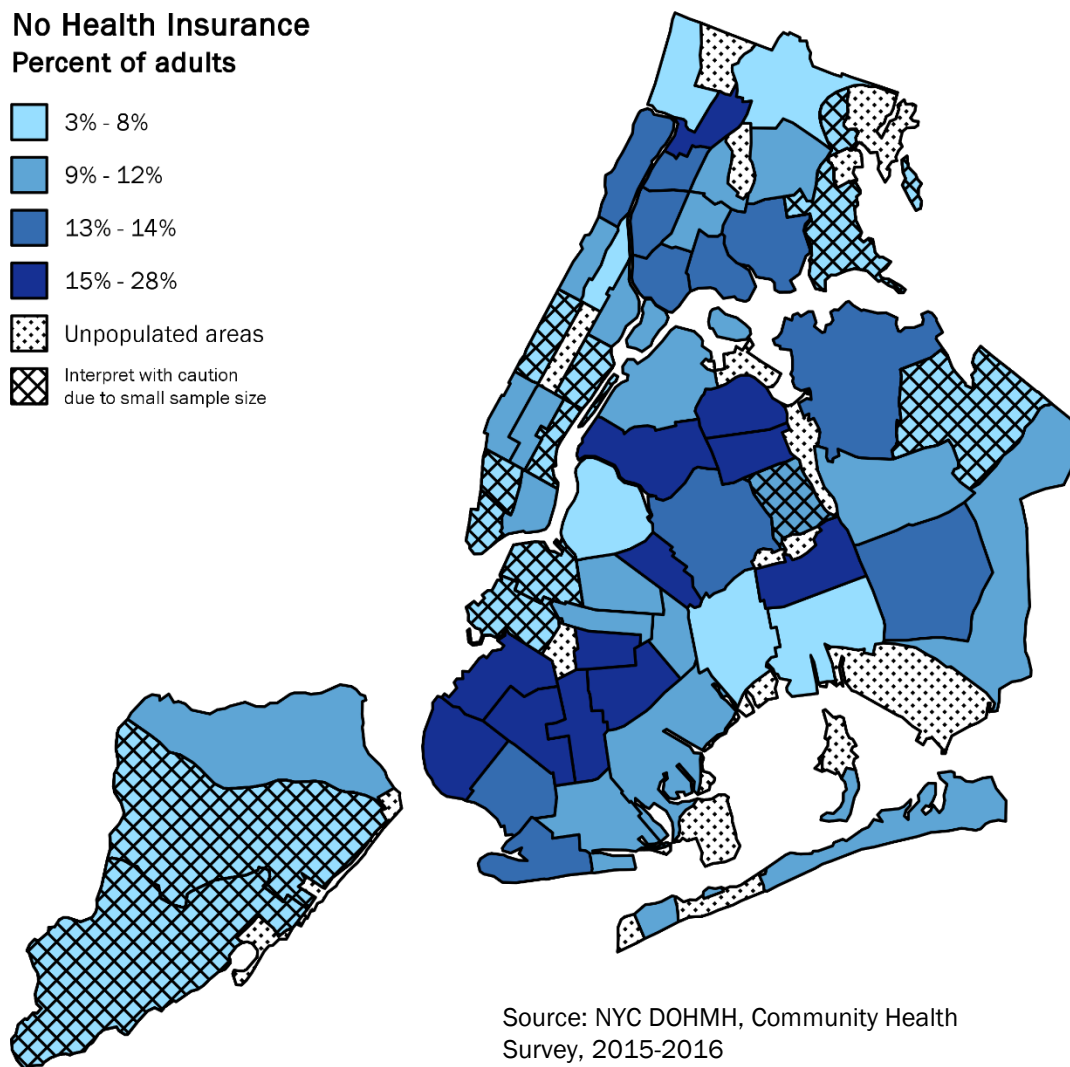 No Health Insurance
Percent of adults
3% - 8%
9% - 12%
13% - 14%
15% - 28%
Unpopulated areas
Interpret with caution
due to small sample size
Source: NYC DOHMH, Community Health
Survey, 2015-2016